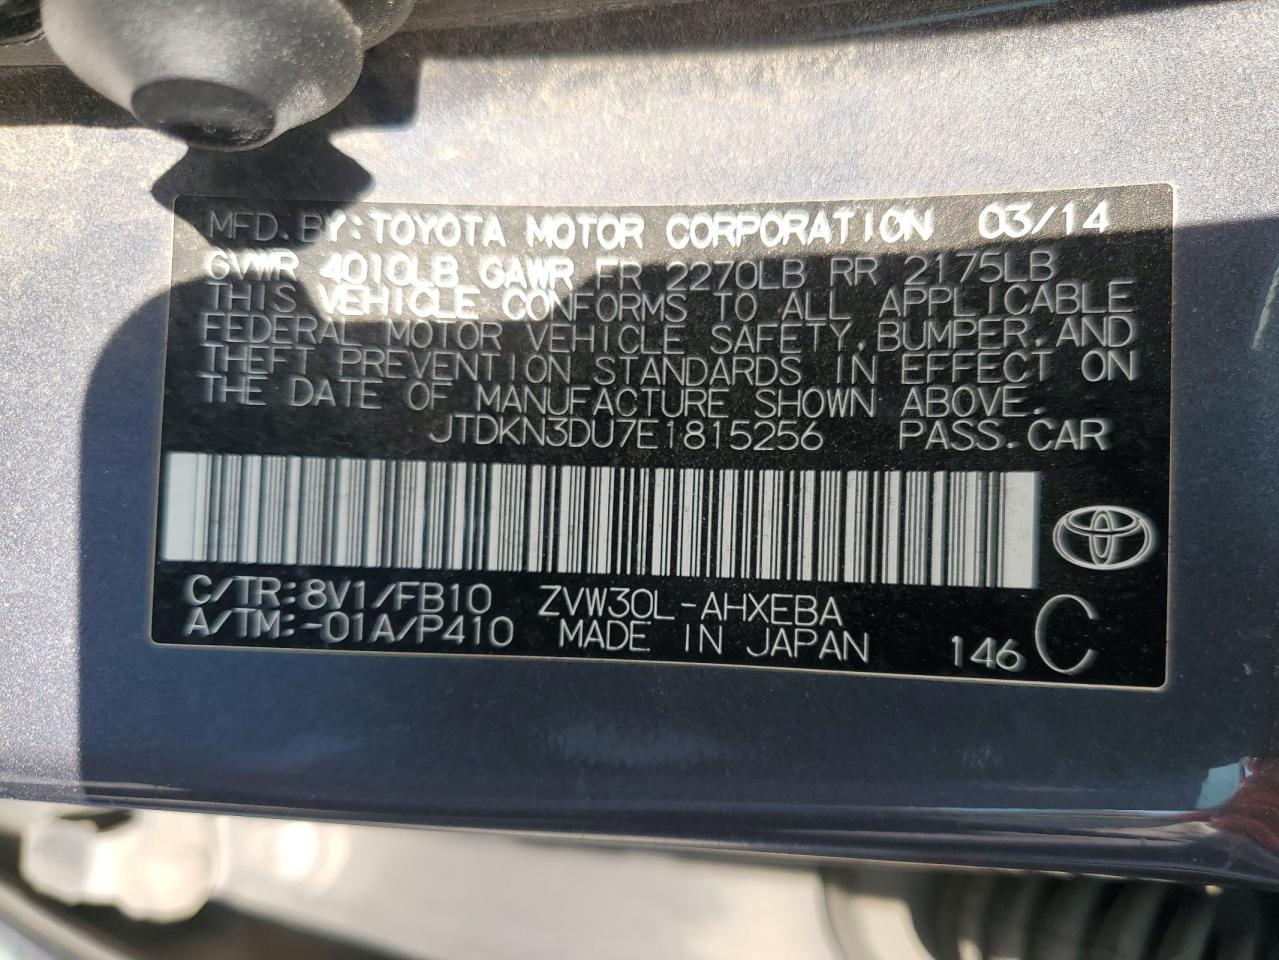 MFD. BY: TOYOTA MOTOR CORPORATION 03/14
GVWR 4010LB GAWR FR 2270LB RR 2175LB
THIS VEHICLE CONFORMS TO ALL APPLICABLE
FEDERAL MOTOR VEHICLE SAFETY, BUMPER, AND
THEFT PREVENTION STANDARDS IN EFFECT ON
THE DATE OF MANUFACTURE SHOWN ABOVE.
JTDKN3DU7E1815256 PASS. CAR
C/TR: 8V1/FB10 ZVW30L-AHXEBA
A/TM: -01A/P410 MADE IN JAPAN 146 C